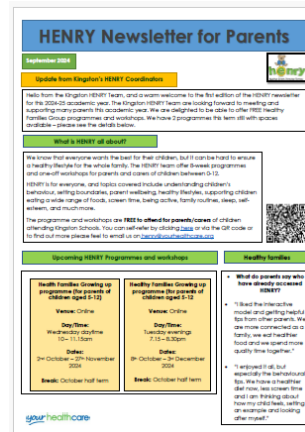 HENRY Newsletter for Parents
September 2024
henry
Update from Kingston's HENRY Coordinators
Hello from the Kingston HENRY Team, and a warm welcome to the first edition of the HENRY newsletter
for this 2024-25 academic year. The Kingston HENRY Team are looking forward to meeting and
supporting many parents this academic year. We are delighted to be able to offer FREE Healthy
Families Group programmes and workshops. We have 2 programmes this term still with spaces
available – please see the details below.
What is HENRY all about?
We know that everyone wants the best for their children, but it can be hard to ensure
a healthy lifestyle for the whole family. The HENRY team offer 8-week programmes
and one-off workshops for parents and carers of children between 0-12.
HENRY is for everyone, and topics covered include understanding children's
behaviour, setting boundaries, parent wellbeing, healthy lifestyles, supporting children
eating a wide range of foods, screen time, being active, family routines, sleep, self-
esteem, and much more.
The programme and workshops are FREE to attend for parents/carers of children
attending Kingston Schools. You can self-refer by clicking here or via the QR code or
to find out more please feel to email us on henry@yourhealthcare.org
Upcoming HENRY Programmes and workshops
Health Families Growing up
programme (for parents of
children aged 5-12)
Venue: Online
Day/Time:
Wednesday daytime
10 – 11.15am
Dates:
2nd October – 27th November
2024
Break: October half term
Healthy Families Growing up
programme (for parents of
children aged 5-12
Venue: Online
Day/Time:
Tuesday evenings
7.15 – 8.30pm
Dates:
8th October – 3rd December
2024
Break: October half term
Healthy families
• What do parents say who
have already accessed
HENRY?
• "I liked the interactive
model and getting helpful
tips from other parents. We
are more connected as a
family, we eat healthier
food and we spend more
quality time together."
• "I enjoyed it all, but
especially the behavioural
tips. We have a healthier
diet now, less screen time
and I am thinking about
how my child feels, setting
an example and looking
after myself."
yourhealthcare